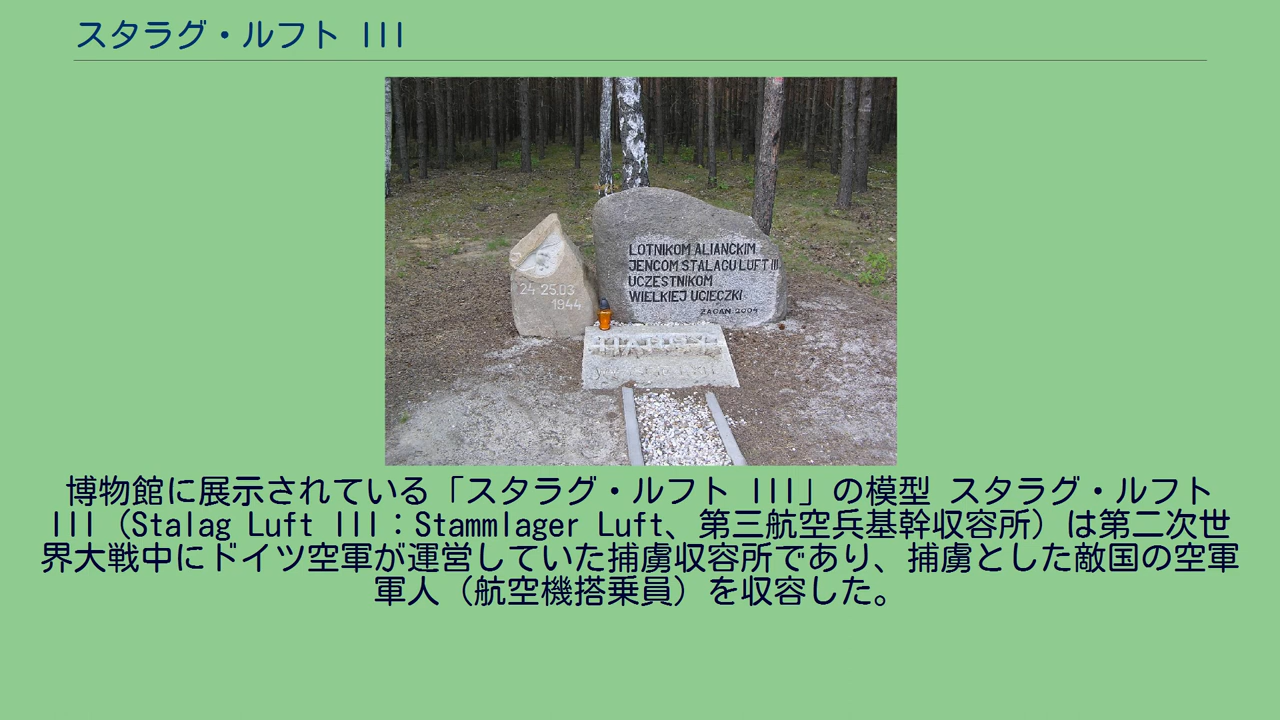 スタラグ・ルフト III
LOTNIKOM ALIANCKIM
JEŃCOM STALAGU LUFT III
UCZESTNIKOM
WIELKIEJ UCIECZKI
ŻAGAŃ 2004
24 25.03
1944
"HARRY"
博物館に展示されている「スタラグ・ルフト III」の模型 スタラグ・ルフト
III（Stalag Luft III：Stammlager Luft、第三航空兵基幹収容所）は第二次世
界大戦中にドイツ空軍が運営していた捕虜収容所であり、捕虜とした敵国の空軍
軍人（航空機搭乗員）を収容した。